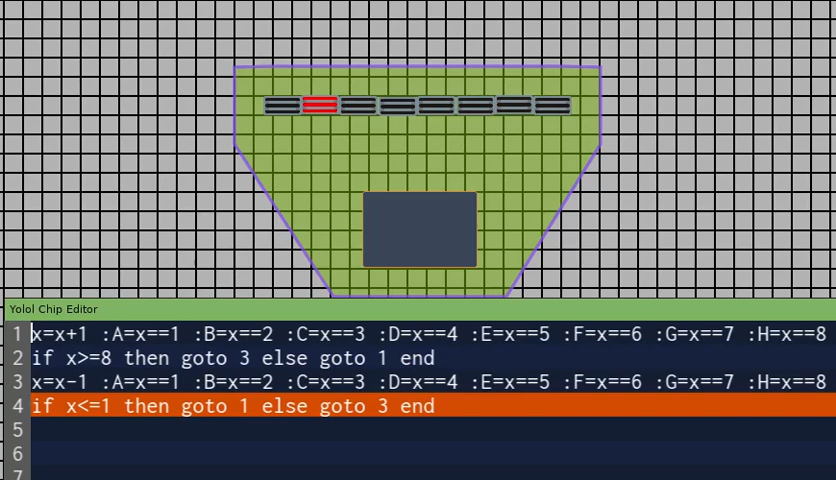 Yolol Chip Editor
1 x=x+1 :A=x==1 :B=x==2 :C=x==3 :D=x==4 :E=x==5 :F=x==6 :G=x==7 :H=x==8
2 if x>=8 then goto 3 else goto 1 end
3 x=x-1 :A=x==1 :B=x==2 :C=x==3 :D=x==4 :E=x==5 :F=x==6 :G=x==7 :H=x==8
4 if x<=1 then goto 1 else goto 3 end
5
6
7